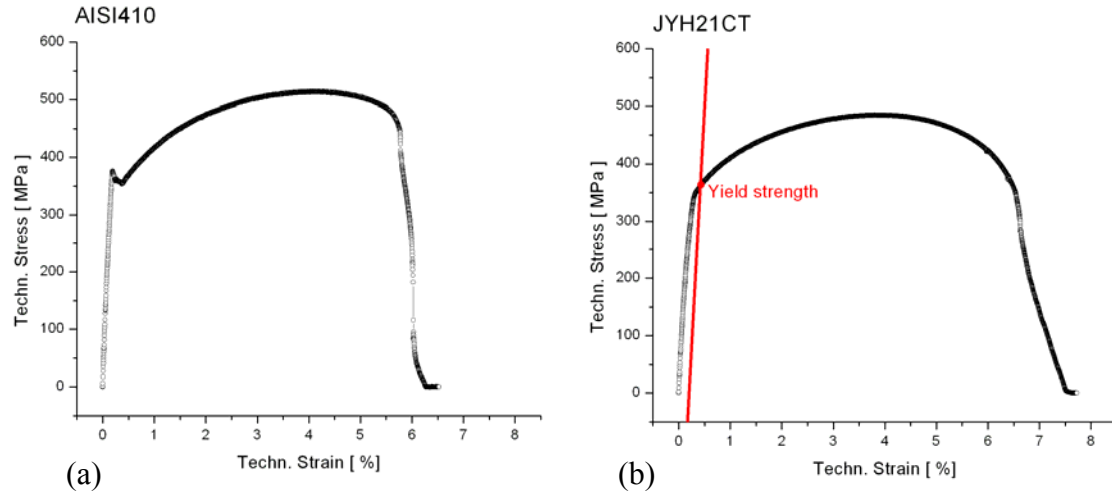 AISI410
600
500
400
300
200
100
0
Techn. Stress [ MPa]
0 1 2 3 4 5 6 7 8
Techn. Strain [ %]
(a)
JYH21CT
600
500
400
300
200
100
0
Techn. Stress [ MPa]
Yield strength
0 1 2 3 4 5 6 7 8
Techn. Strain [ %]
(b)